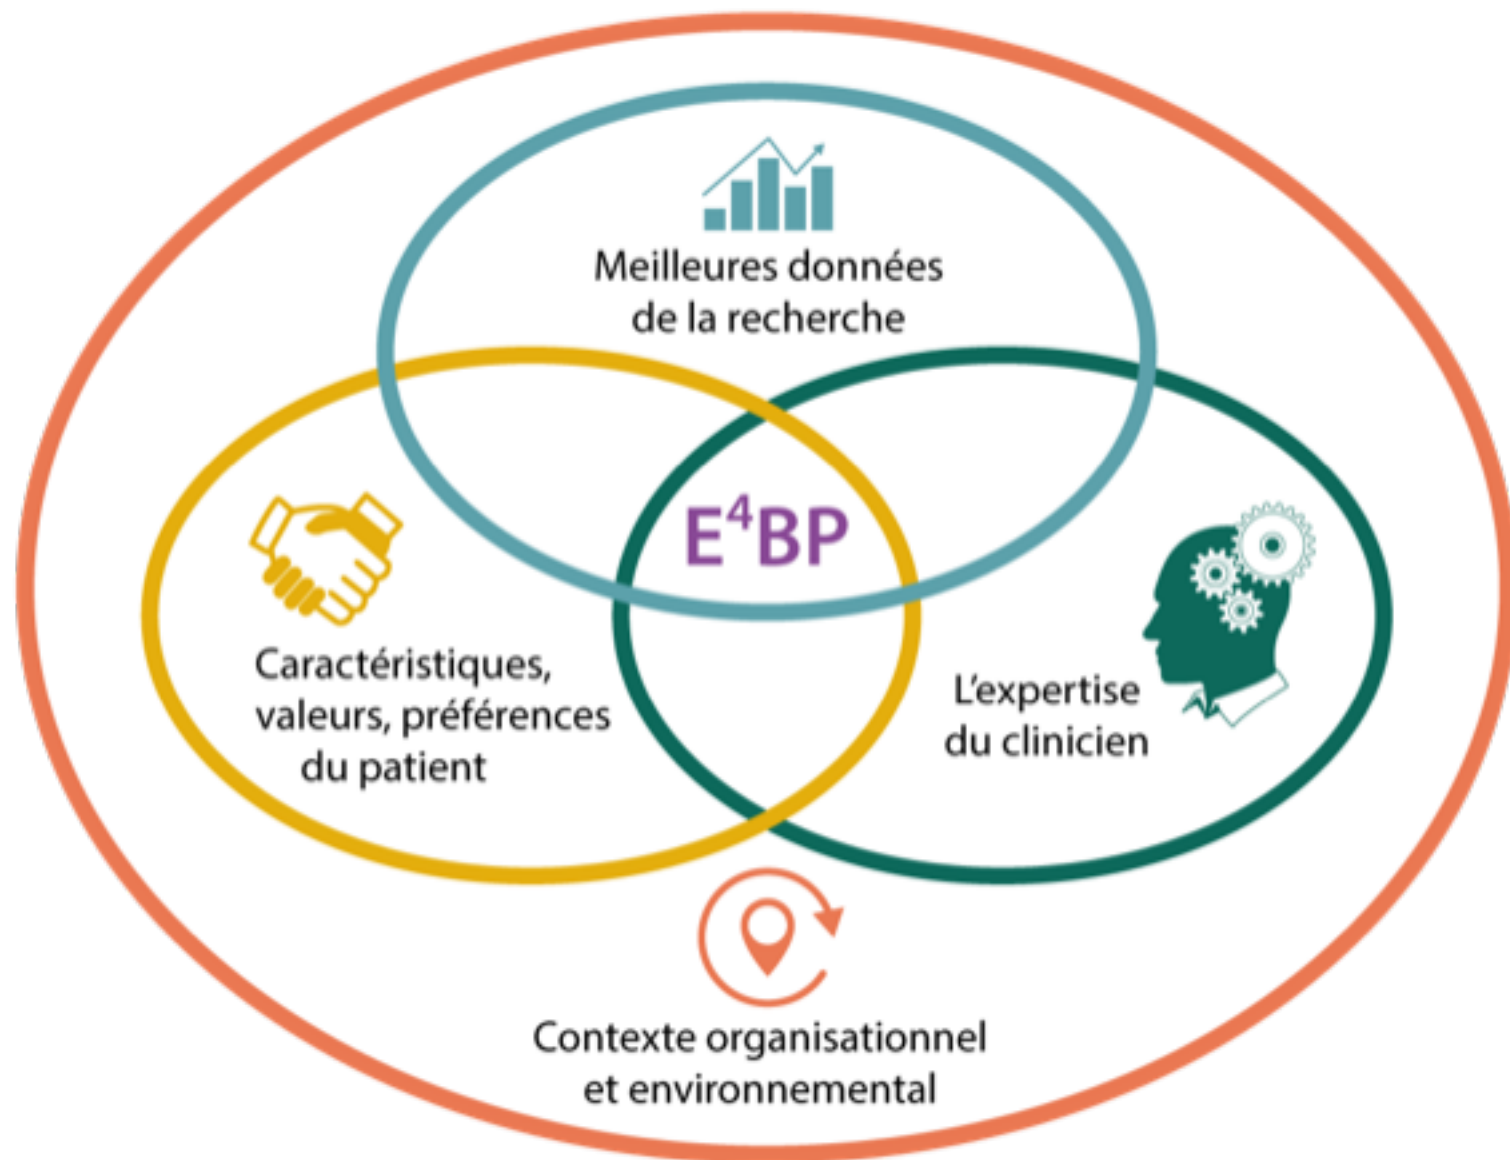 Meilleures données
de la recherche
E⁴BP
Caractéristiques,
valeurs, préférences
du patient
L'expertise
du clinicien
Contexte organisationnel
et environnemental